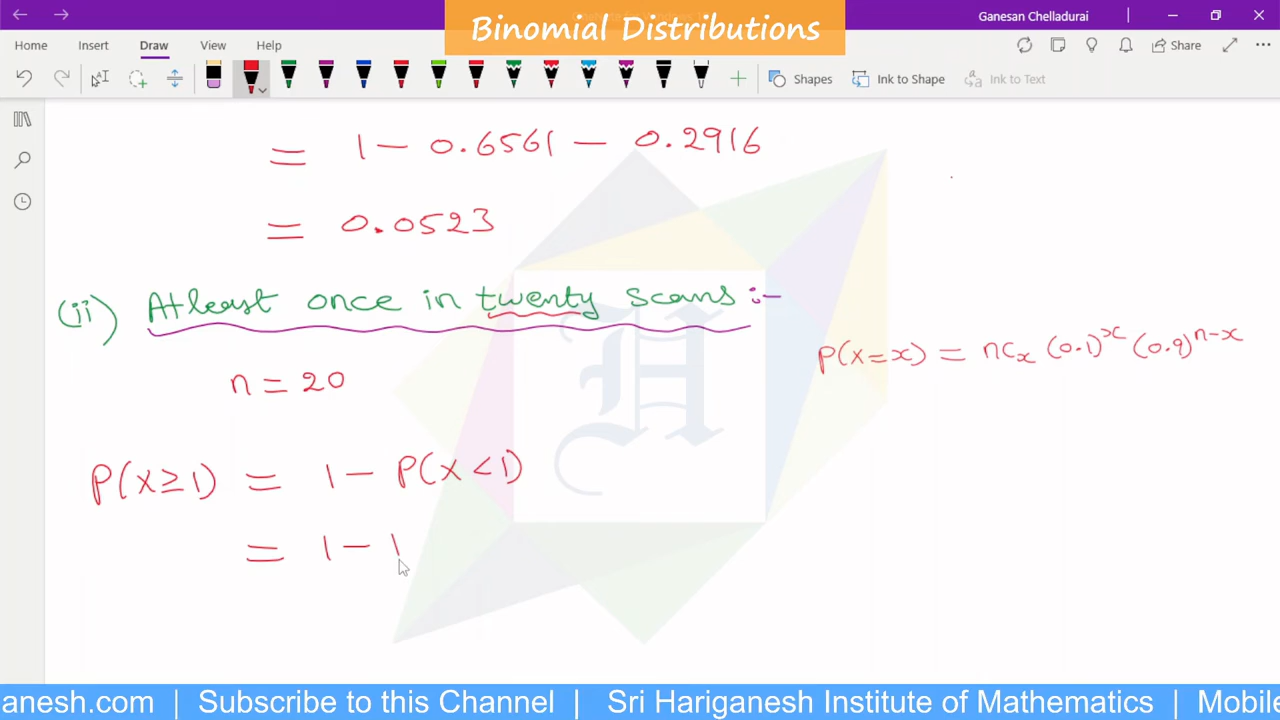 Binomial Distributions
Ganesan Chelladurai
Home Insert Draw View Help
Share
Shapes Ink to Shape Ink to Text
= 1 - 0.6561 - 0.2916
= 0.0523
(ii) Atleast once in twenty scans :-
P(X=x) = nCx (0.1)^x (0.9)^n-x
n = 20
P(X≥1) = 1 - P(X<1)
= 1 -
anesh.com | Subscribe to this Channel | Sri Hariganesh Institute of Mathematics | Mobile